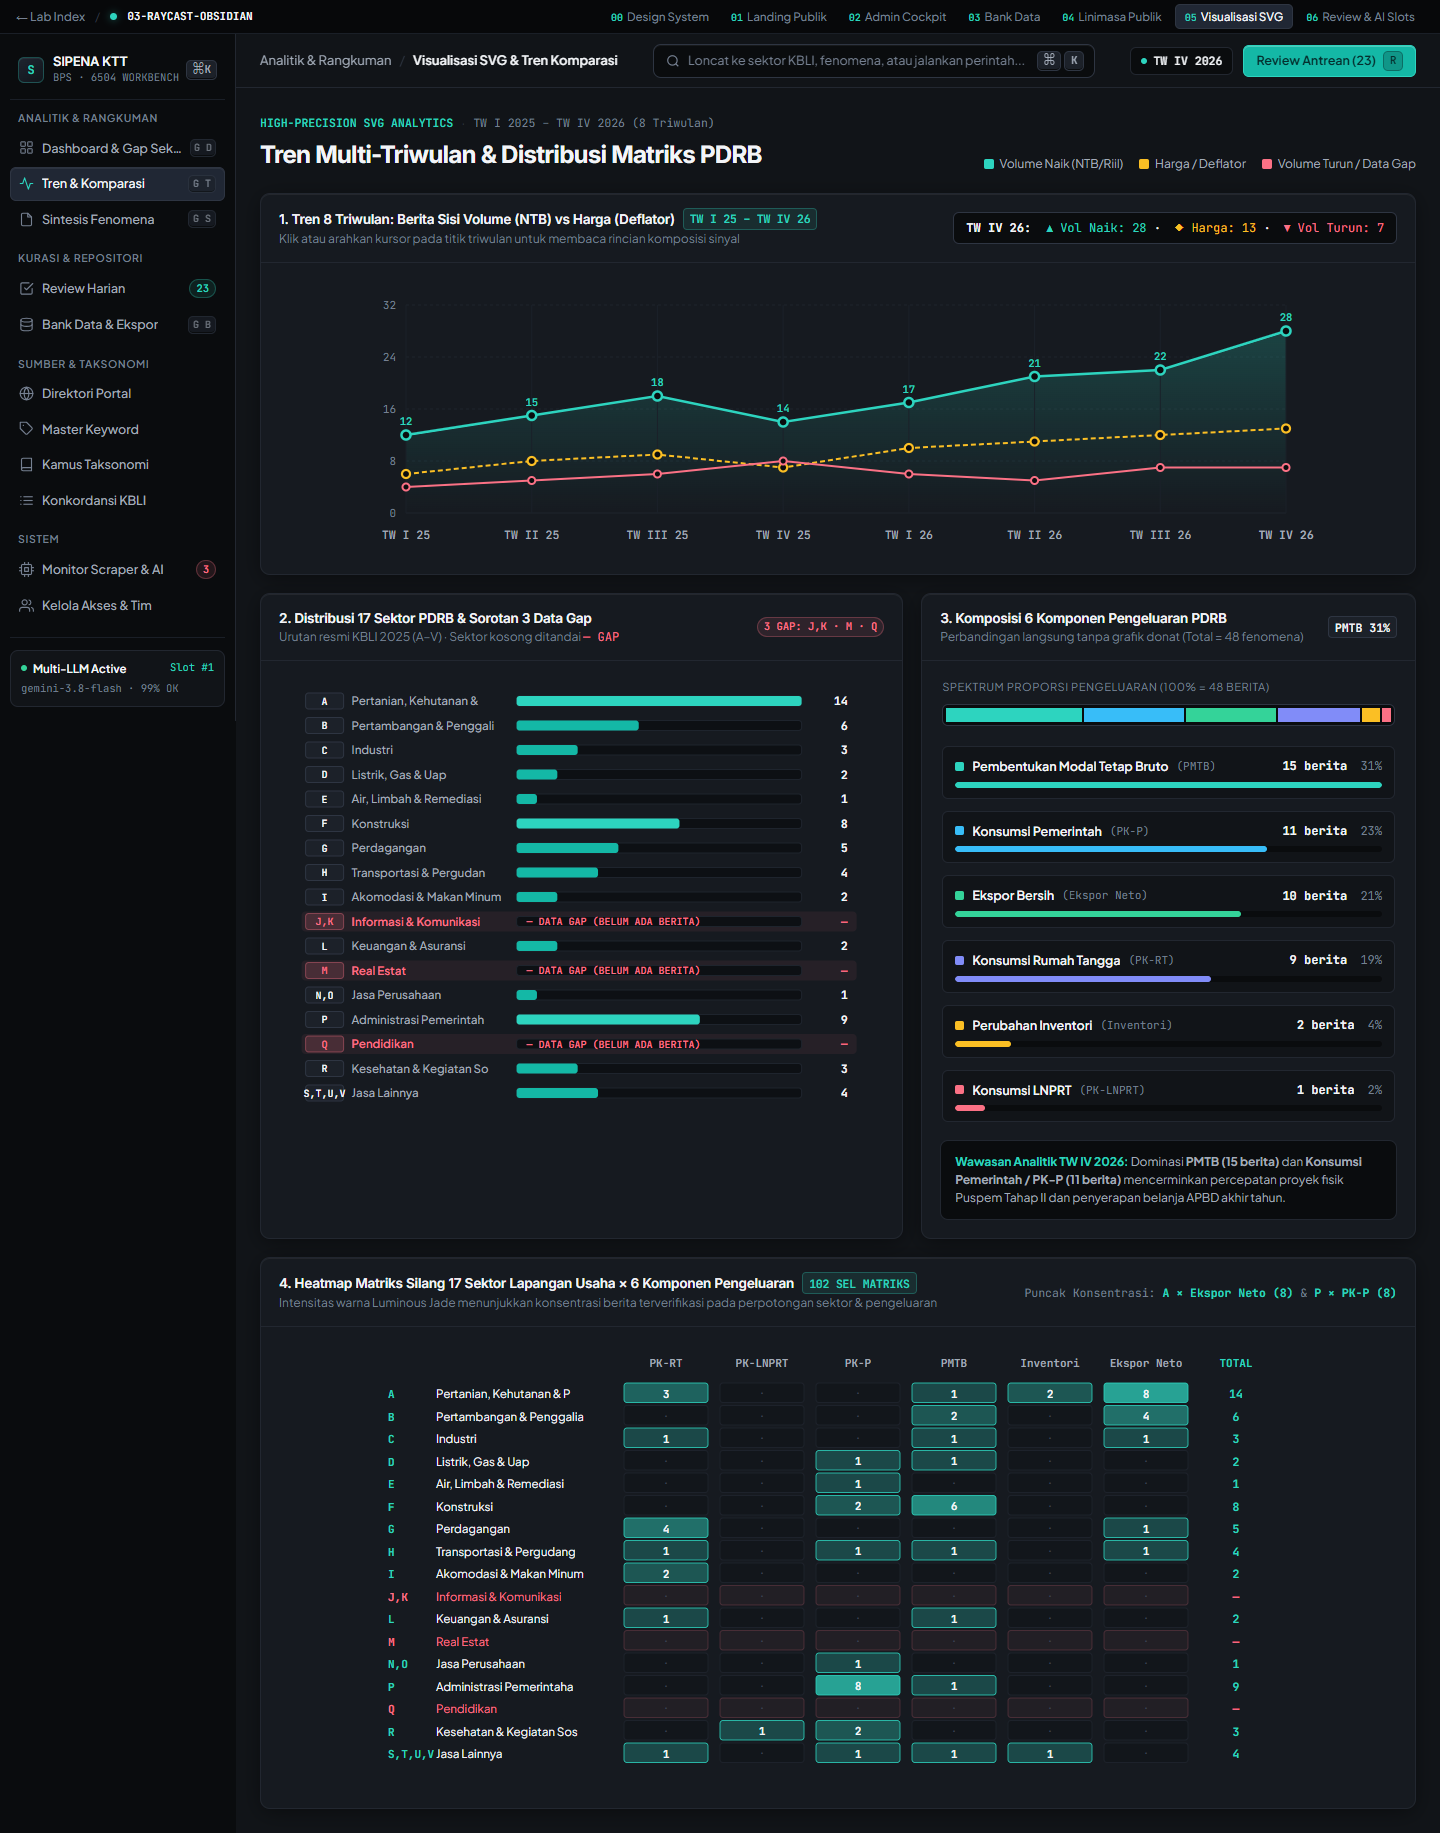 ← Lab Index / 03-RAYCAST-OBSIDIAN
00 Design System 01 Landing Publik 02 Admin Cockpit 03 Bank Data 04 Linimasa Publik 05 Visualisasi SVG 06 Review & AI Slots
S SIPENA KTT
BPS · 6504 WORKBENCH ⌘K
ANALITIK & RANGKUMAN
Dashboard & Gap Sek... G D
Tren & Komparasi G T
Sintesis Fenomena G S
KURASI & REPOSITORI
Review Harian 23
Bank Data & Ekspor G B
SUMBER & TAKSONOMI
Direktori Portal
Master Keyword
Kamus Taksonomi
Konkordansi KBLI
SISTEM
Monitor Scraper & AI 3
Kelola Akses & Tim
Multi-LLM Active Slot #1
gemini-3.8-flash · 99% OK
Analitik & Rangkuman / Visualisasi SVG & Tren Komparasi
Loncat ke sektor KBLI, fenomena, atau jalankan perintah... ⌘ K
TW IV 2026
Review Antrean (23) R
HIGH-PRECISION SVG ANALYTICS · TW I 2025 – TW IV 2026 (8 Triwulan)
Tren Multi-Triwulan & Distribusi Matriks PDRB
Volume Naik (NTB/Riil) Harga / Deflator Volume Turun / Data Gap
1. Tren 8 Triwulan: Berita Sisi Volume (NTB) vs Harga (Deflator) TW I 25 – TW IV 26
Klik atau arahkan kursor pada titik triwulan untuk membaca rincian komposisi sinyal
TW IV 26: ▲ Vol Naik: 28 · ◆ Harga: 13 · ▼ Vol Turun: 7
32
24
16
8
0
12 15 18 14 17 21 22 28
TW I 25 TW II 25 TW III 25 TW IV 25 TW I 26 TW II 26 TW III 26 TW IV 26
2. Distribusi 17 Sektor PDRB & Sorotan 3 Data Gap
Urutan resmi KBLI 2025 (A–V) · Sektor kosong ditandai — GAP
3 GAP: J,K · M · Q
A Pertanian, Kehutanan & 14
B Pertambangan & Penggali 6
C Industri 3
D Listrik, Gas & Uap 2
E Air, Limbah & Remediasi 1
F Konstruksi 8
G Perdagangan 5
H Transportasi & Pergudan 4
I Akomodasi & Makan Minum 2
J,K Informasi & Komunikasi — DATA GAP (BELUM ADA BERITA) —
L Keuangan & Asuransi 2
M Real Estat — DATA GAP (BELUM ADA BERITA) —
N,O Jasa Perusahaan 1
P Administrasi Pemerintah 9
Q Pendidikan — DATA GAP (BELUM ADA BERITA) —
R Kesehatan & Kegiatan So 3
S,T,U,V Jasa Lainnya 4
3. Komposisi 6 Komponen Pengeluaran PDRB
Perbandingan langsung tanpa grafik donat (Total = 48 fenomena)
PMTB 31%
SPEKTRUM PROPORSI PENGELUARAN (100% = 48 BERITA)
Pembentukan Modal Tetap Bruto (PMTB) 15 berita 31%
Konsumsi Pemerintah (PK-P) 11 berita 23%
Ekspor Bersih (Ekspor Neto) 10 berita 21%
Konsumsi Rumah Tangga (PK-RT) 9 berita 19%
Perubahan Inventori (Inventori) 2 berita 4%
Konsumsi LNPRT (PK-LNPRT) 1 berita 2%
Wawasan Analitik TW IV 2026: Dominasi PMTB (15 berita) dan Konsumsi
Pemerintah / PK-P (11 berita) mencerminkan percepatan proyek fisik
Puspem Tahap II dan penyerapan belanja APBD akhir tahun.
4. Heatmap Matriks Silang 17 Sektor Lapangan Usaha × 6 Komponen Pengeluaran 102 SEL MATRIKS
Intensitas warna Luminous Jade menunjukkan konsentrasi berita terverifikasi pada perpotongan sektor & pengeluaran
Puncak Konsentrasi: A × Ekspor Neto (8) & P × PK-P (8)
PK-RT PK-LNPRT PK-P PMTB Inventori Ekspor Neto TOTAL
A Pertanian, Kehutanan & P 3 · · 1 2 8 14
B Pertambangan & Penggalia · · · 2 · 4 6
C Industri 1 · · 1 · 1 3
D Listrik, Gas & Uap · · 1 1 · · 2
E Air, Limbah & Remediasi · · 1 · · · 1
F Konstruksi · · 2 6 · · 8
G Perdagangan 4 · · · · 1 5
H Transportasi & Pergudang 1 · 1 1 · 1 4
I Akomodasi & Makan Minum 2 · · · · · 2
J,K Informasi & Komunikasi · · · · · · —
L Keuangan & Asuransi 1 · · 1 · · 2
M Real Estat · · · · · · —
N,O Jasa Perusahaan · · 1 · · · 1
P Administrasi Pemerintaha · · 8 1 · · 9
Q Pendidikan · · · · · · —
R Kesehatan & Kegiatan Sos · 1 2 · · · 3
S,T,U,V Jasa Lainnya 1 · 1 1 1 · 4